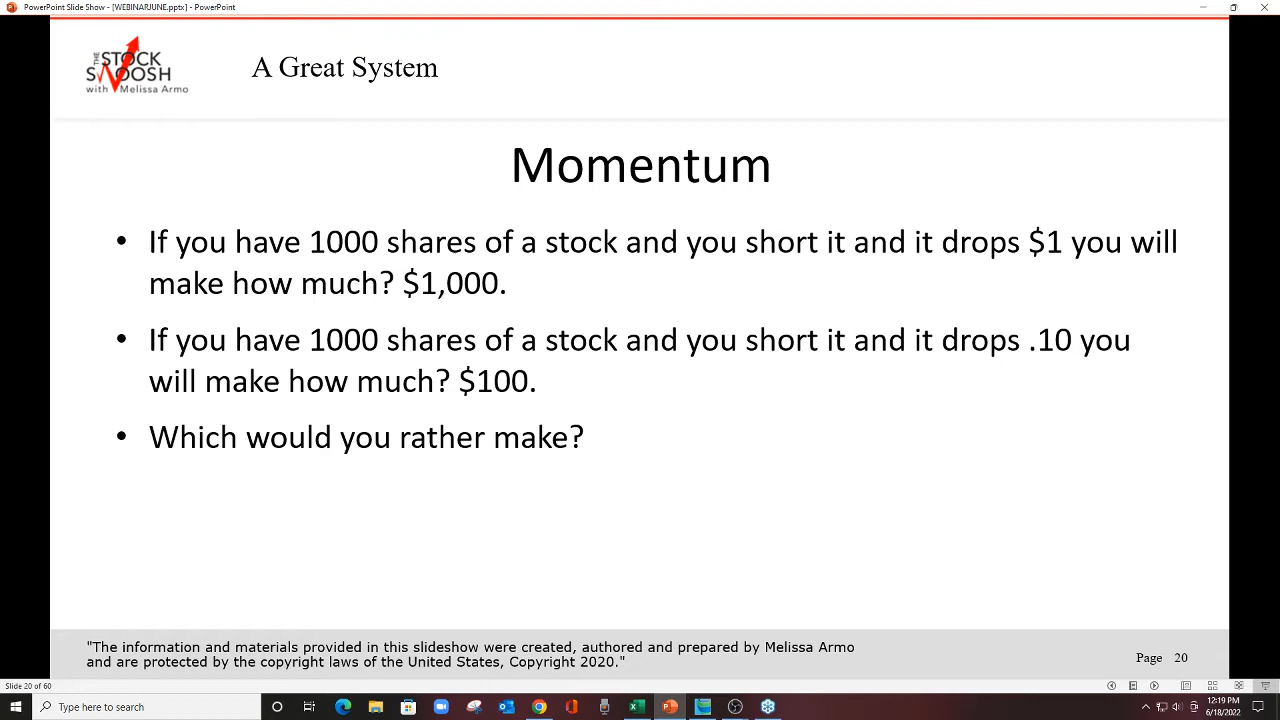 PowerPoint Slide Show - [WEBINARJUNE.pptx] - PowerPoint
THE
STOCK
SWOOSH
with Melissa Armo
A Great System
Momentum
• If you have 1000 shares of a stock and you short it and it drops $1 you will
make how much? $1,000.
• If you have 1000 shares of a stock and you short it and it drops .10 you
will make how much? $100.
• Which would you rather make?
"The information and materials provided in this slideshow were created, authored and prepared by Melissa Armo
and are protected by the copyright laws of the United States, Copyright 2020."
Page 20
Slide 20 of 60
Type here to search
12:19 PM
6/18/2022